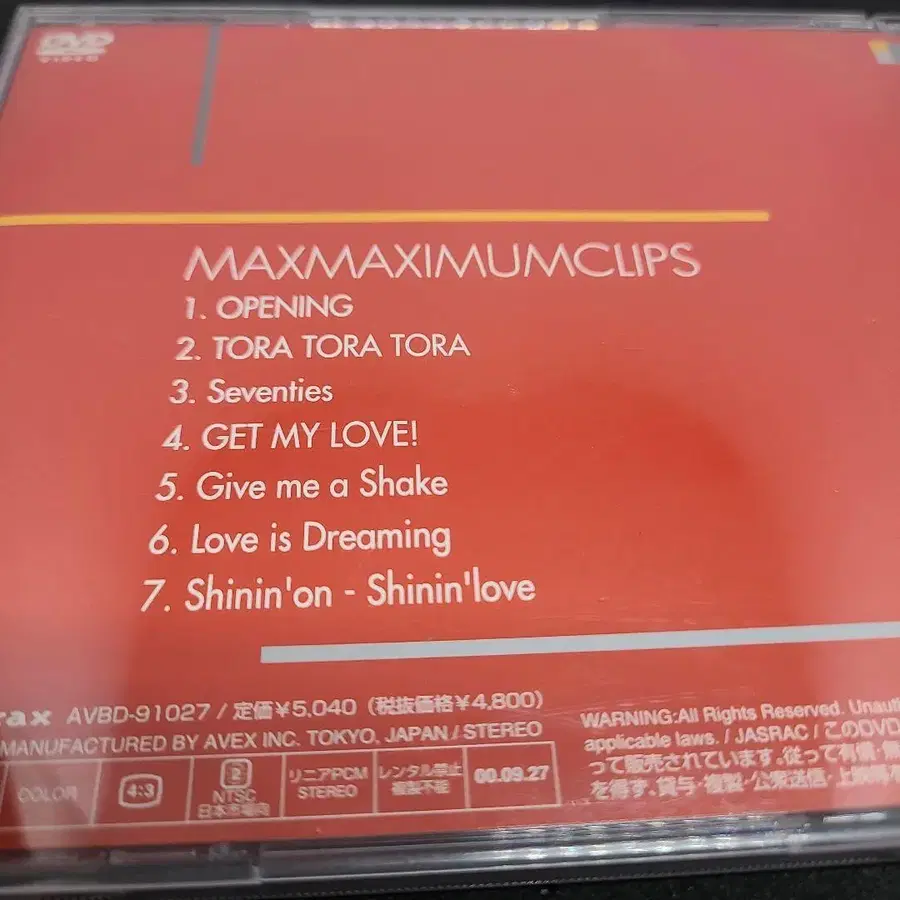 DVD
VIDEO
MAXMAXIMUMCLIPS
1. OPENING
2. TORA TORA TORA
3. Seventies
4. GET MY LOVE!
5. Give me a Shake
6. Love is Dreaming
7. Shinin'on - Shinin'love
rax AVBD-91027 / 定価¥5,040 (税抜価格¥4,800)
MANUFACTURED BY AVEX INC. TOKYO, JAPAN / STEREO
COLOR
4:3
2
NTSC
日本市場向
リニアPCM
STEREO
レンタル禁止
複製不能
00.09.27
WARNING:All Rights Reserved. Unauth
applicable laws. / JASRAC / このDVD
って販売されています。従って有償・無
を得ず、貸与・複製・公衆送信・上映